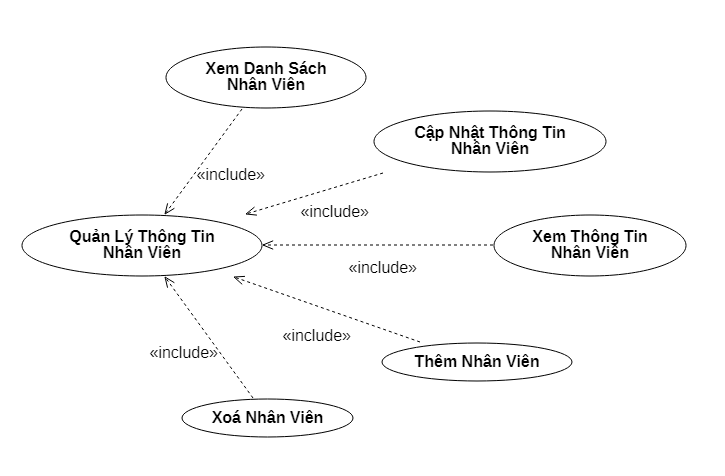 Xem Danh Sách
Nhân Viên
Cập Nhật Thông Tin
Nhân Viên
«include»
«include»
Quản Lý Thông Tin
Nhân Viên
Xem Thông Tin
Nhân Viên
«include»
«include»
«include»
Thêm Nhân Viên
Xoá Nhân Viên